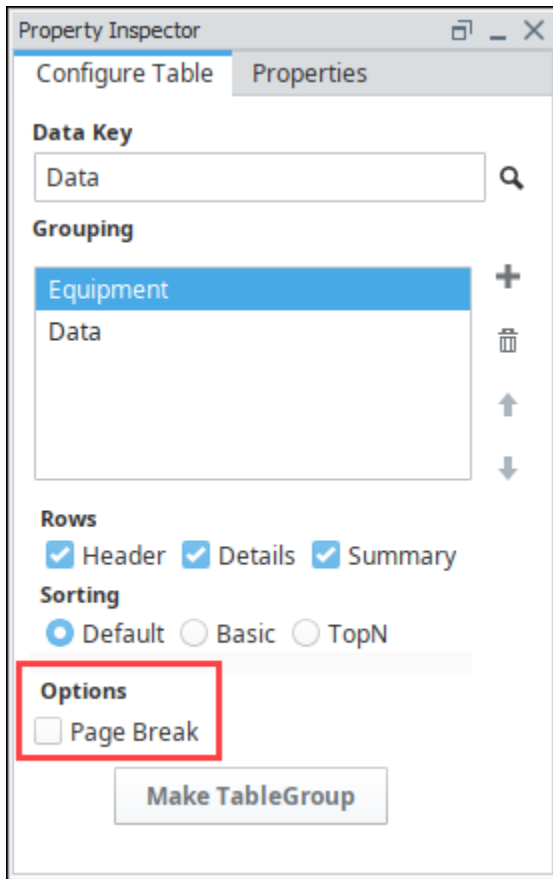 Property Inspector
Configure Table Properties
Data Key
Data
Grouping
Equipment
Data
Rows
Header Details Summary
Sorting
Default Basic TopN
Options
Page Break
Make TableGroup